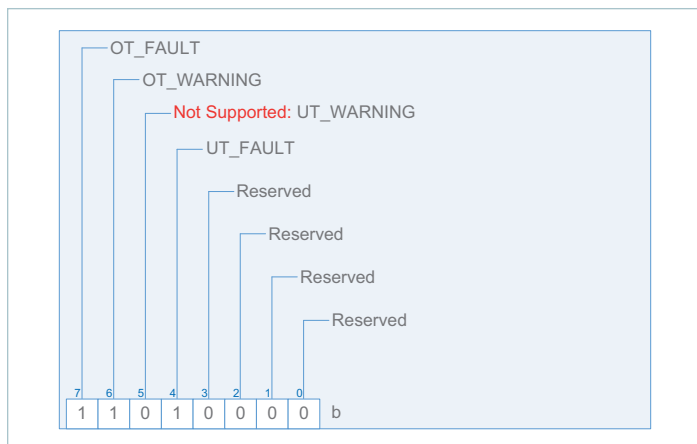 OT_FAULT
OT_WARNING
Not Supported: UT_WARNING
UT_FAULT
Reserved
Reserved
Reserved
Reserved
7 6 5 4 3 2 1 0
1 1 0 1 0 0 0 0 b